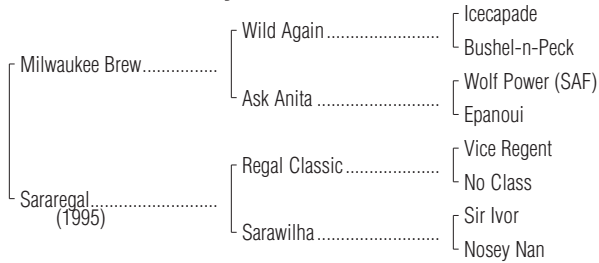 Icecapade
Wild Again
Bushel-n-Peck
Milwaukee Brew
Wolf Power (SAF)
Ask Anita
Epanoui
Vice Regent
Regal Classic
No Class
Sararegal
(1995)
Sir Ivor
Sarawilha
Nosey Nan